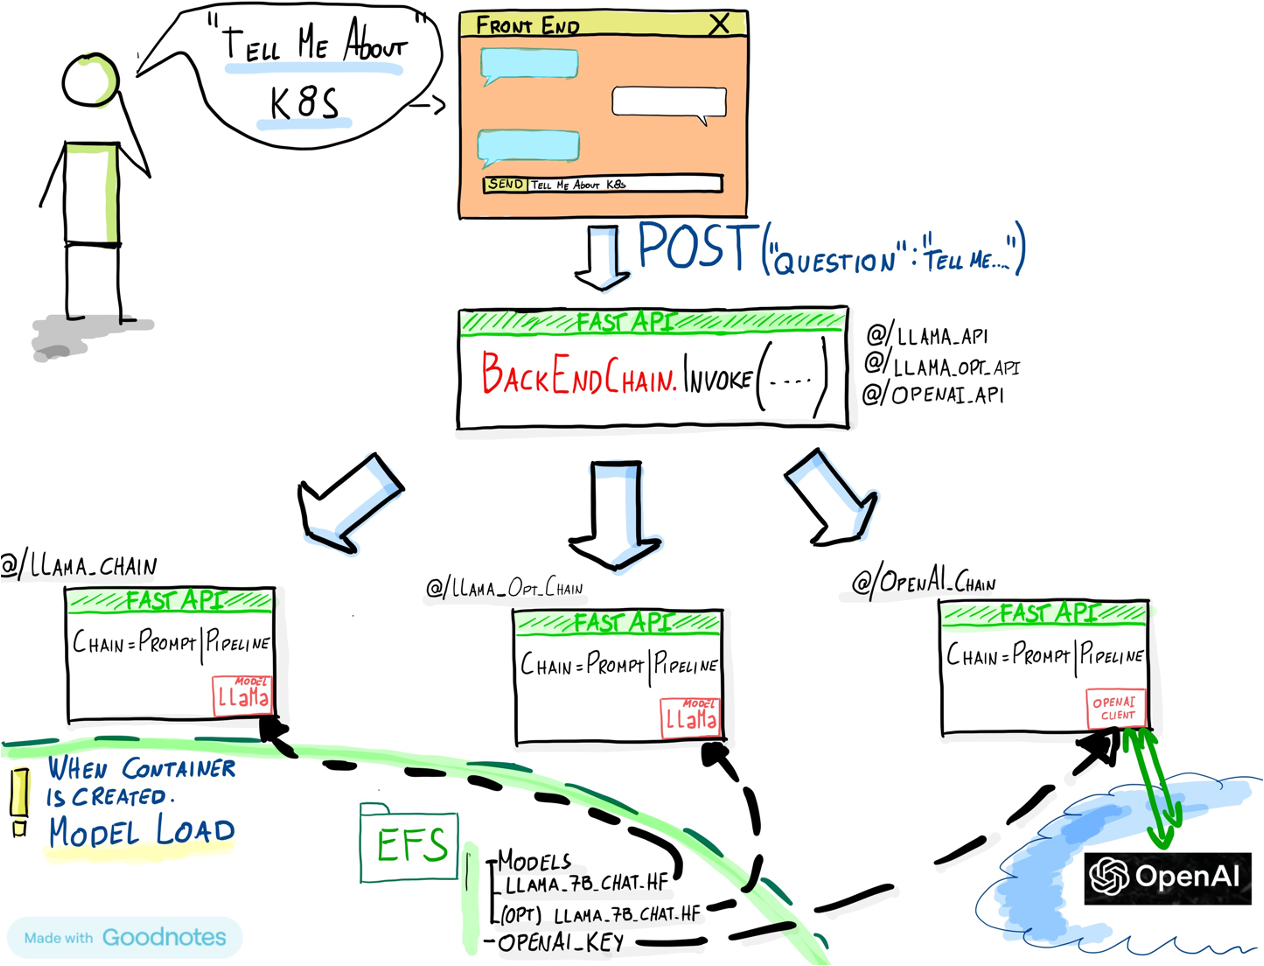 "Tell Me About"
K8S
FRONT END X
SEND Tell Me About K8s
POST("QUESTION":"TELL ME....")
FAST API
BACKENDCHAIN.INVOKE(....)
@/LLAMA_API
@/LLAMA_OPT_API
@/OPENAI_API
@/LLAMA_CHAIN
FAST API
CHAIN=PROMPT|PIPELINE
MODEL
LLaMa
@/LLAMA_OPT_CHAIN
FAST API
CHAIN=PROMPT|PIPELINE
MODEL
LLaMa
@/OPENAI_CHAIN
FAST API
CHAIN=PROMPT|PIPELINE
OPENAI
CLIENT
! WHEN CONTAINER
IS CREATED.
MODEL LOAD
EFS
MODELS
LLAMA_7B_CHAT_HF
(OPT) LLAMA_7B_CHAT_HF
OPENAI_KEY
OpenAI
Made with Goodnotes